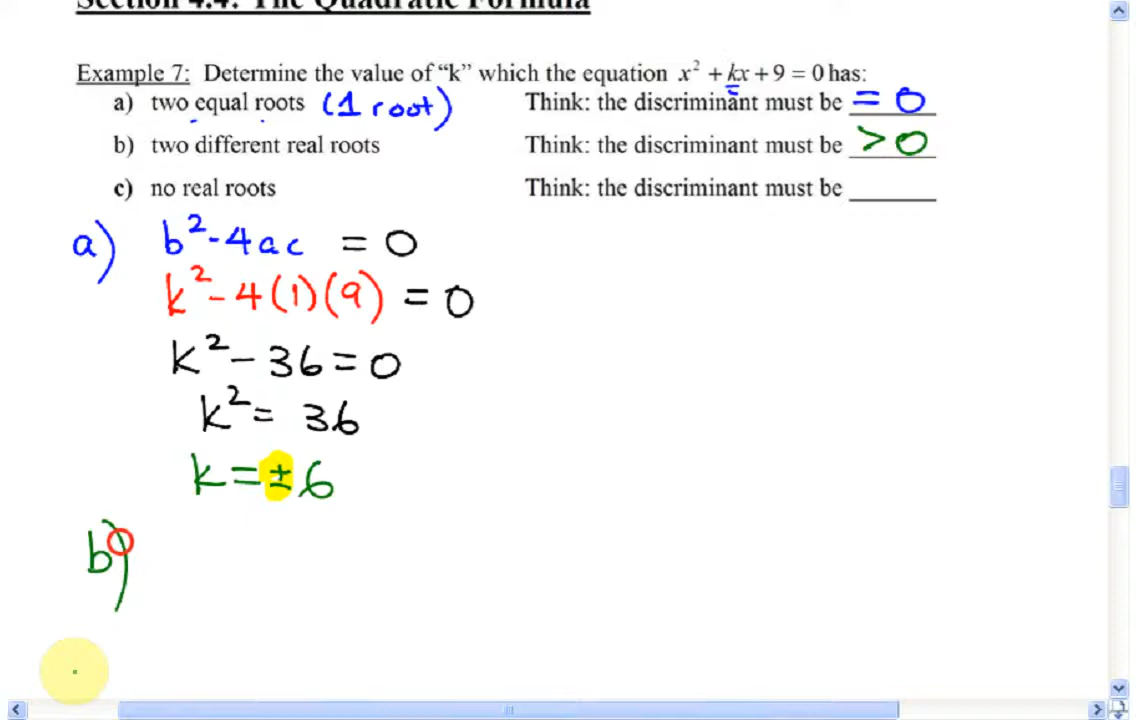 Section 4.4: The Quadratic Formula
Example 7: Determine the value of “k” which the equation x² + kx + 9 = 0 has:
a) two equal roots (1 root) Think: the discriminant must be = 0
b) two different real roots Think: the discriminant must be > 0
c) no real roots Think: the discriminant must be ______
a) b² - 4ac = 0
k² - 4(1)(9) = 0
k² - 36 = 0
k² = 36
k = ± 6
b)